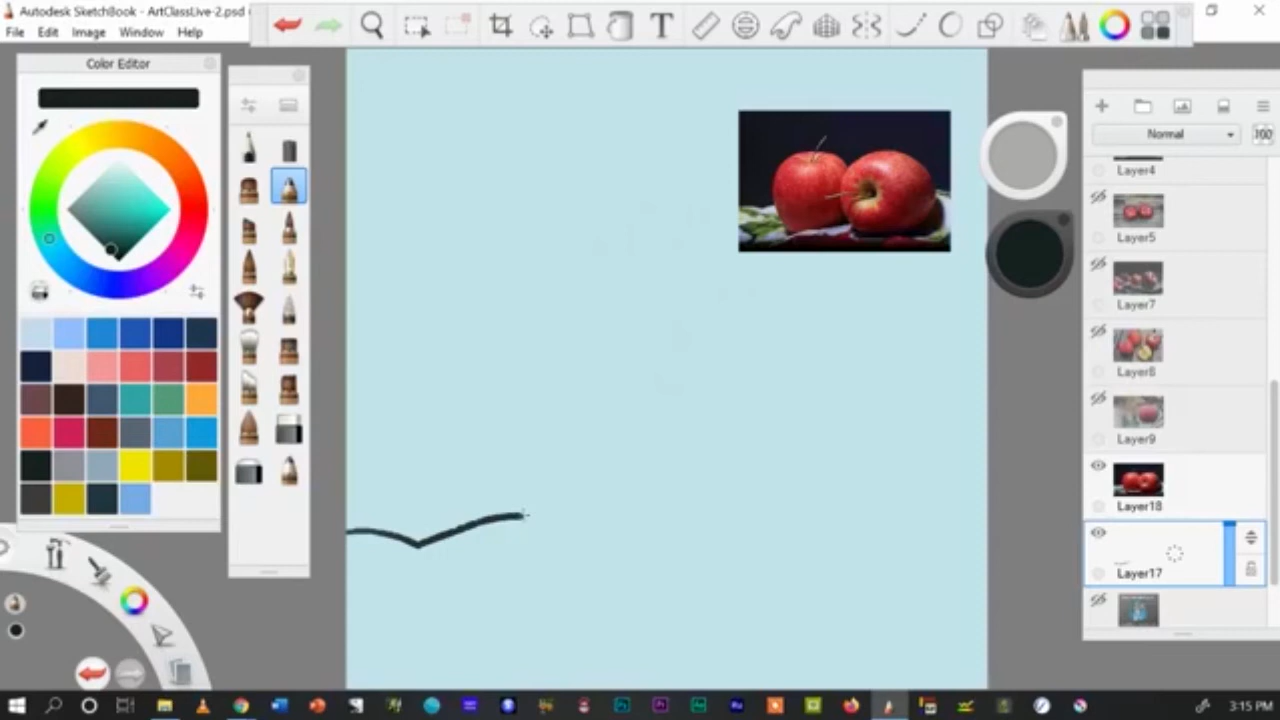 Autodesk SketchBook - ArtClassLive-2.psd
File Edit Image Window Help
T
Color Editor
Normal
100
Layer4
Layer5
Layer7
Layer8
Layer9
Layer18
Layer17
3:15 PM